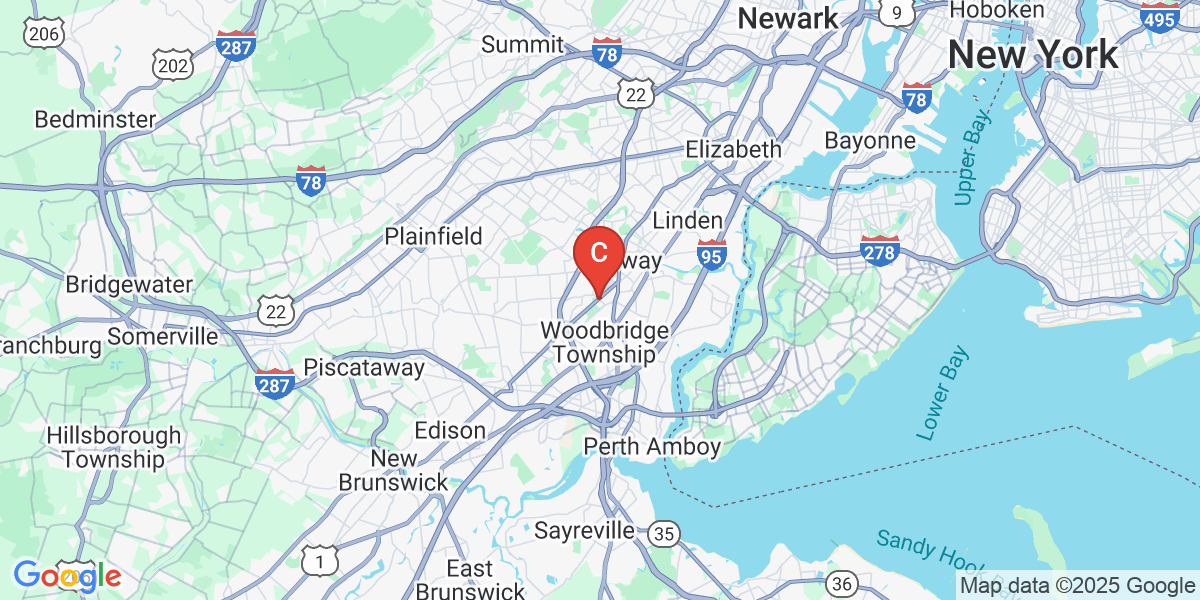 Newark
9
Hoboken
495
206
287
Summit
78
New York
202
22
78
Bedminster
Bayonne
Elizabeth
Upper Bay
78
Linden
Plainfield
C
way
95
278
Bridgewater
22
Somerville
ranchburg
Woodbridge
Township
Piscataway
287
Lower Bay
Hillsborough
Township
Edison
Perth Amboy
New
Brunswick
Sayreville
35
Sandy Hook
1
East
Brunswick
36
Google
Map data ©2025 Google